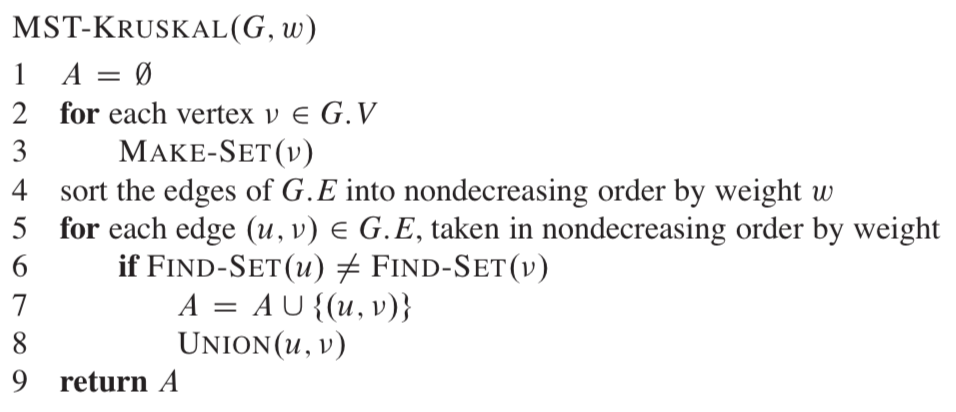 MST-KRUSKAL(G, w)
1 A = ∅
2 for each vertex v ∈ G.V
3 MAKE-SET(v)
4 sort the edges of G.E into nondecreasing order by weight w
5 for each edge (u, v) ∈ G.E, taken in nondecreasing order by weight
6 if FIND-SET(u) ≠ FIND-SET(v)
7 A = A ∪ {(u, v)}
8 UNION(u, v)
9 return A